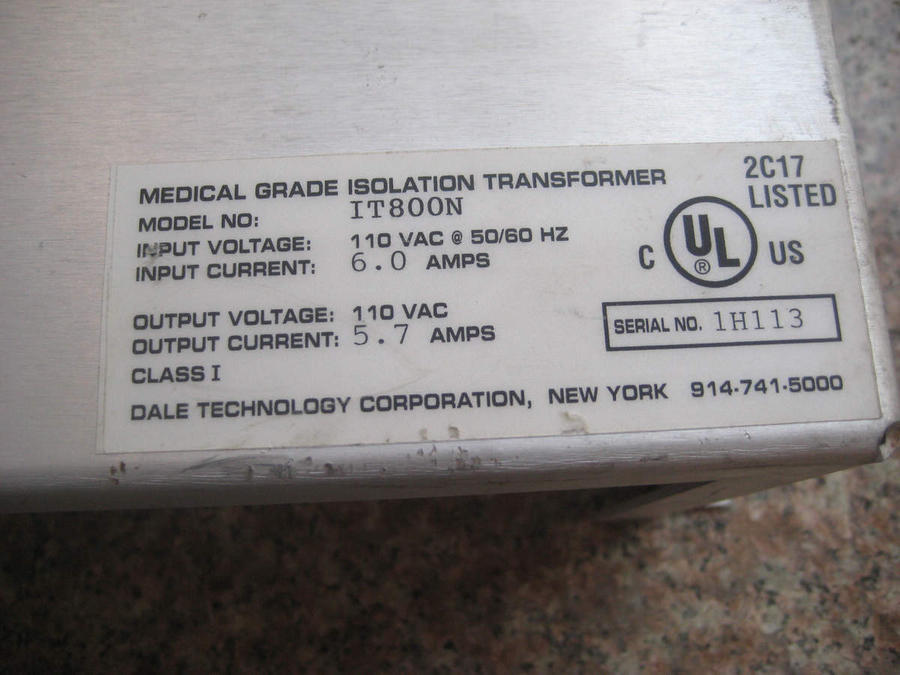 MEDICAL GRADE ISOLATION TRANSFORMER
MODEL NO: IT800N
INPUT VOLTAGE: 110 VAC @ 50/60 HZ
INPUT CURRENT: 6.0 AMPS
OUTPUT VOLTAGE: 110 VAC
OUTPUT CURRENT: 5.7 AMPS
CLASS I
DALE TECHNOLOGY CORPORATION, NEW YORK 914·741·5000
2C17
LISTED
C UL ® US
SERIAL NO. 1H113